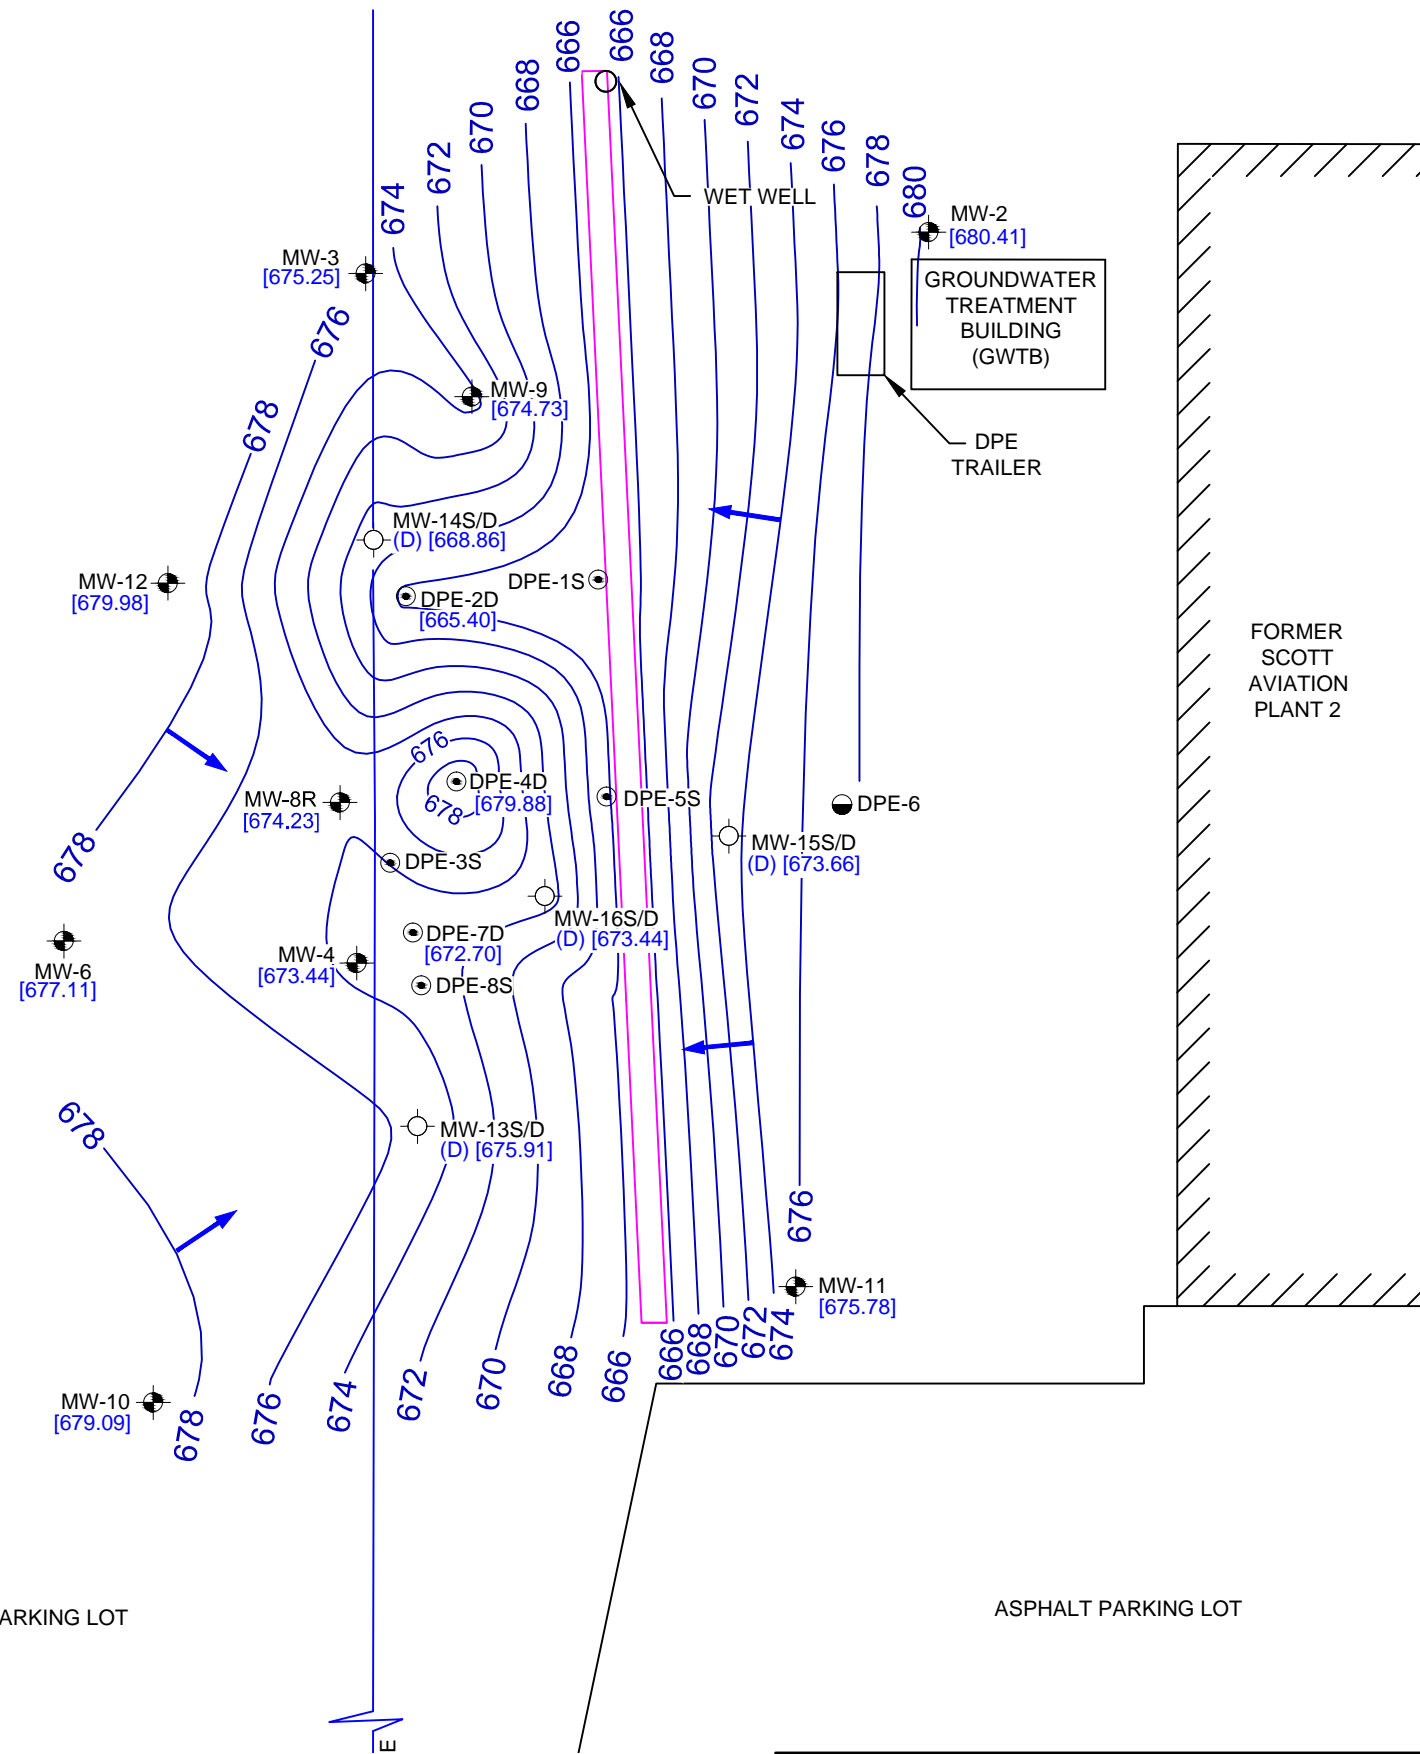 666
666
668
668
670
670
672
672
674
674
676
678
680
WET WELL
MW-2
[680.41]
MW-3
[675.25]
GROUNDWATER
TREATMENT
BUILDING
(GWTB)
676
678
MW-9
[674.73]
DPE
TRAILER
MW-14S/D
(D) [668.86]
MW-12
[679.98]
DPE-1S
DPE-2D
[665.40]
FORMER
SCOTT
AVIATION
PLANT 2
676
DPE-4D
[679.88]
678
DPE-5S
DPE-6
MW-8R
[674.23]
MW-15S/D
(D) [673.66]
678
DPE-3S
MW-16S/D
(D) [673.44]
DPE-7D
[672.70]
MW-4
[673.44]
MW-6
[677.11]
DPE-8S
678
MW-13S/D
(D) [675.91]
676
MW-11
[675.78]
678
676
674
672
670
668
666
666
668
670
672
674
MW-10
[679.09]
ARKING LOT
ASPHALT PARKING LOT
E